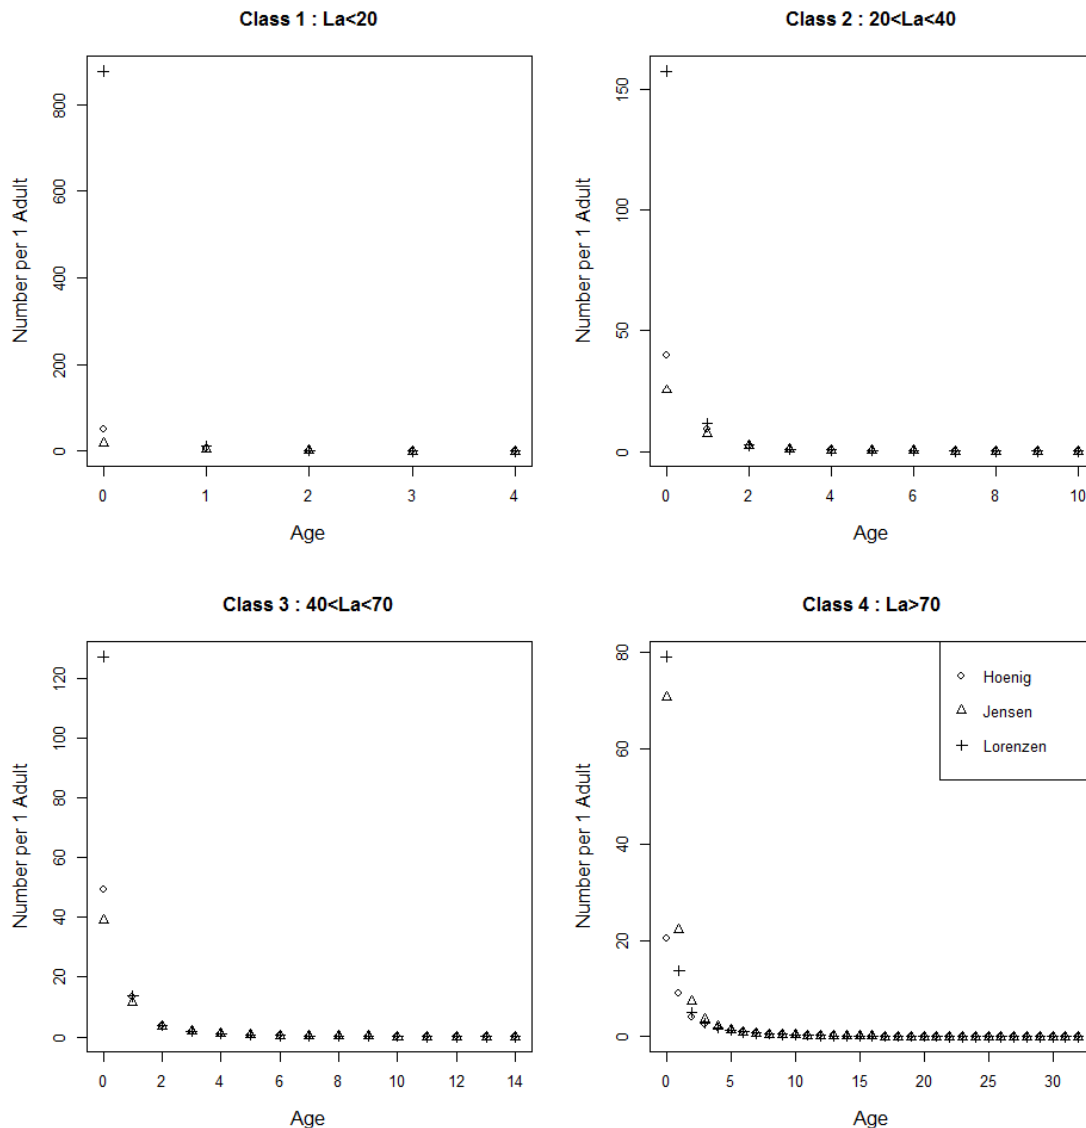 Class 1 : La<20
Number per 1 Adult
800
600
400
200
0
0 1 2 3 4
Age
Class 2 : 20<La<40
Number per 1 Adult
150
100
50
0
0 2 4 6 8 10
Age
Class 3 : 40<La<70
Number per 1 Adult
120
100
80
60
40
20
0
0 2 4 6 8 10 12 14
Age
Class 4 : La>70
Number per 1 Adult
80
60
40
20
0
0 5 10 15 20 25 30
Age
Hoenig
Jensen
Lorenzen